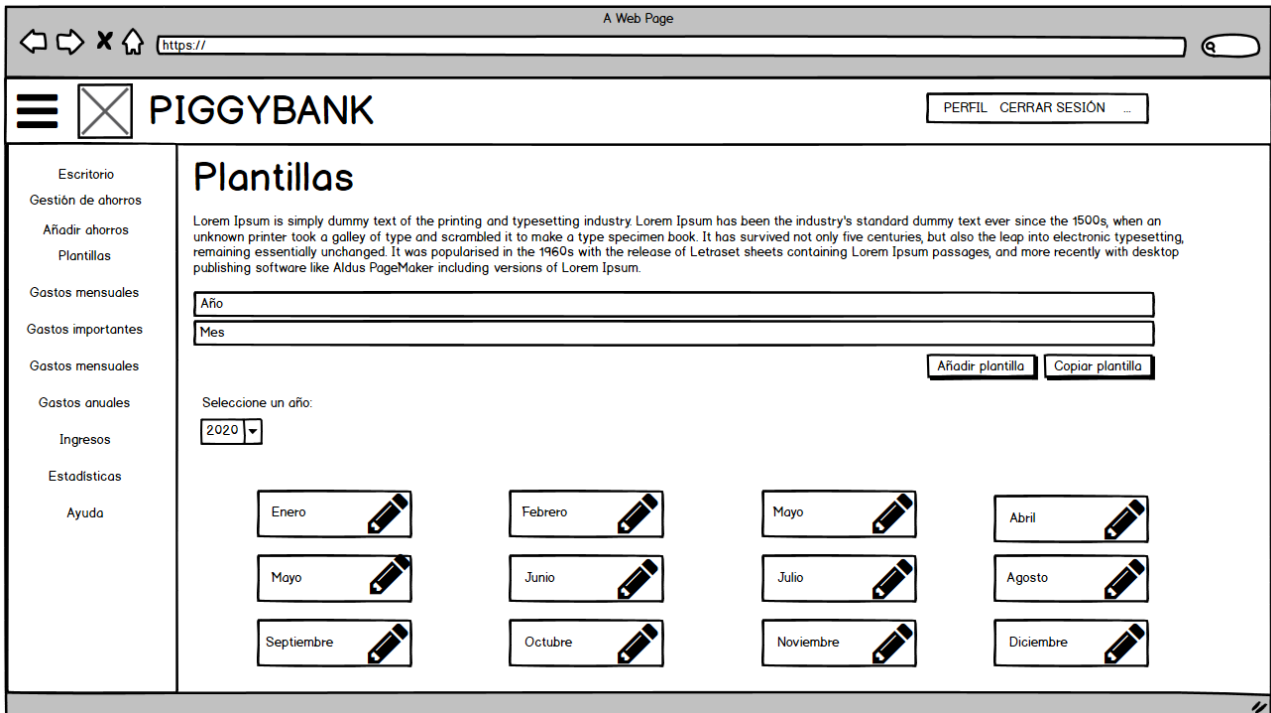 A Web Page
https://
PIGGYBANK
PERFIL CERRAR SESIÓN ...
Escritorio
Gestión de ahorros
Añadir ahorros
Plantillas
Gastos mensuales
Gastos importantes
Gastos mensuales
Gastos anuales
Ingresos
Estadísticas
Ayuda
Plantillas
Lorem Ipsum is simply dummy text of the printing and typesetting industry. Lorem Ipsum has been the industry's standard dummy text ever since the 1500s, when an
unknown printer took a galley of type and scrambled it to make a type specimen book. It has survived not only five centuries, but also the leap into electronic typesetting,
remaining essentially unchanged. It was popularised in the 1960s with the release of Letraset sheets containing Lorem Ipsum passages, and more recently with desktop
publishing software like Aldus PageMaker including versions of Lorem Ipsum.
Año
Mes
Añadir plantilla Copiar plantilla
Seleccione un año:
2020
Enero Febrero Mayo Abril
Mayo Junio Julio Agosto
Septiembre Octubre Noviembre Diciembre